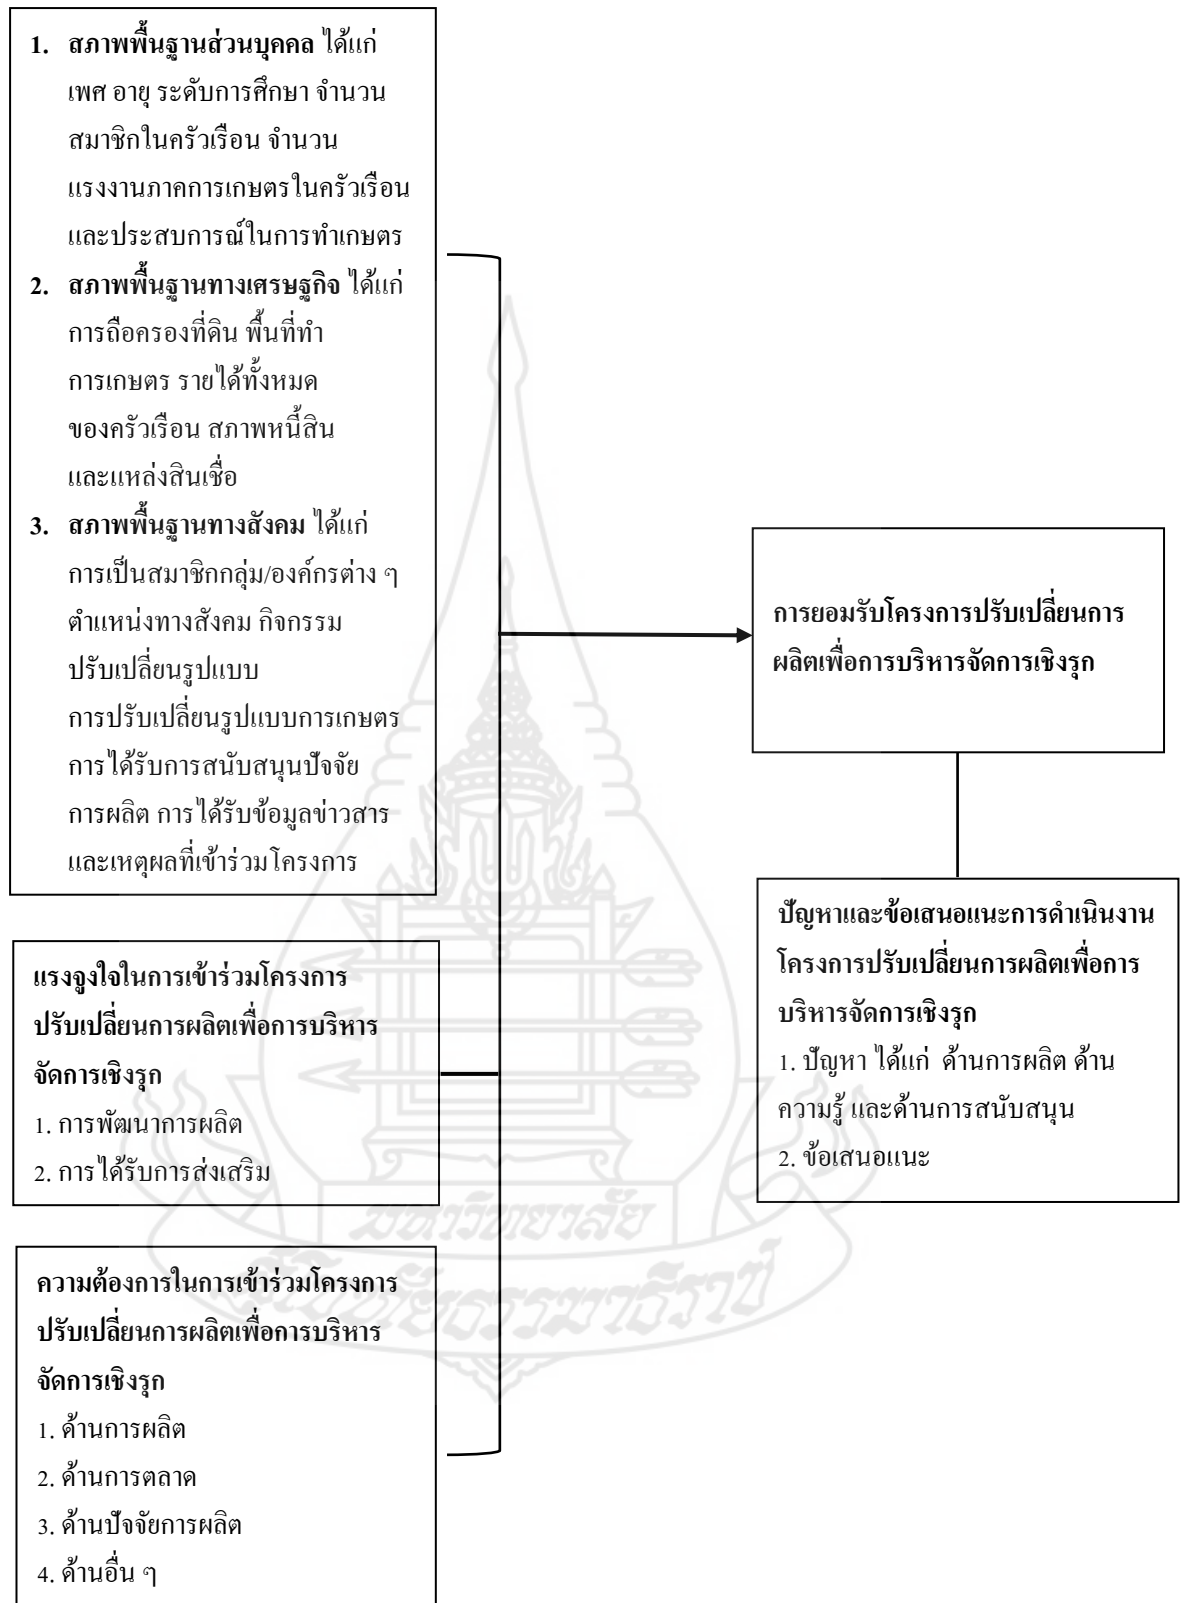 1. สภาพพื้นฐานส่วนบุคคล ได้แก่
เพศ อายุ ระดับการศึกษา จำนวน
สมาชิกในครัวเรือน จำนวน
แรงงานภาคการเกษตรในครัวเรือน
และประสบการณ์ในการทำเกษตร
2. สภาพพื้นฐานทางเศรษฐกิจ ได้แก่
การถือครองที่ดิน พื้นที่ทำ
การเกษตร รายได้ทั้งหมด
ของครัวเรือน สภาพหนี้สิน
และแหล่งสินเชื่อ
3. สภาพพื้นฐานทางสังคม ได้แก่
การเป็นสมาชิกกลุ่ม/องค์กรต่าง ๆ
ตำแหน่งทางสังคม กิจกรรม
ปรับเปลี่ยนรูปแบบ
การปรับเปลี่ยนรูปแบบการเกษตร
การได้รับการสนับสนุนปัจจัย
การผลิต การได้รับข้อมูลข่าวสาร
และเหตุผลที่เข้าร่วมโครงการ
แรงจูงใจในการเข้าร่วมโครงการ
ปรับเปลี่ยนการผลิตเพื่อการบริหาร
จัดการเชิงรุก
1. การพัฒนาการผลิต
2. การได้รับการส่งเสริม
ความต้องการในการเข้าร่วมโครงการ
ปรับเปลี่ยนการผลิตเพื่อการบริหาร
จัดการเชิงรุก
1. ด้านการผลิต
2. ด้านการตลาด
3. ด้านปัจจัยการผลิต
4. ด้านอื่น ๆ
การยอมรับโครงการปรับเปลี่ยนการ
ผลิตเพื่อการบริหารจัดการเชิงรุก
ปัญหาและข้อเสนอแนะการดำเนินงาน
โครงการปรับเปลี่ยนการผลิตเพื่อการ
บริหารจัดการเชิงรุก
1. ปัญหา ได้แก่ ด้านการผลิต ด้าน
ความรู้ และด้านการสนับสนุน
2. ข้อเสนอแนะ
มหาวิทยาลัย
สุโขทัยธรรมาธิราช